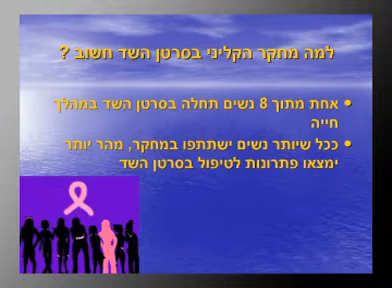 למה מחקר הקליני בסרטן השד חשוב ?
אחת מתוך 8 נשים תחלה בסרטן השד במהלך
חייה
ככל שיותר נשים ישתתפו במחקר, מהר יותר
ימצאו פתרונות לטיפול בסרטן השד